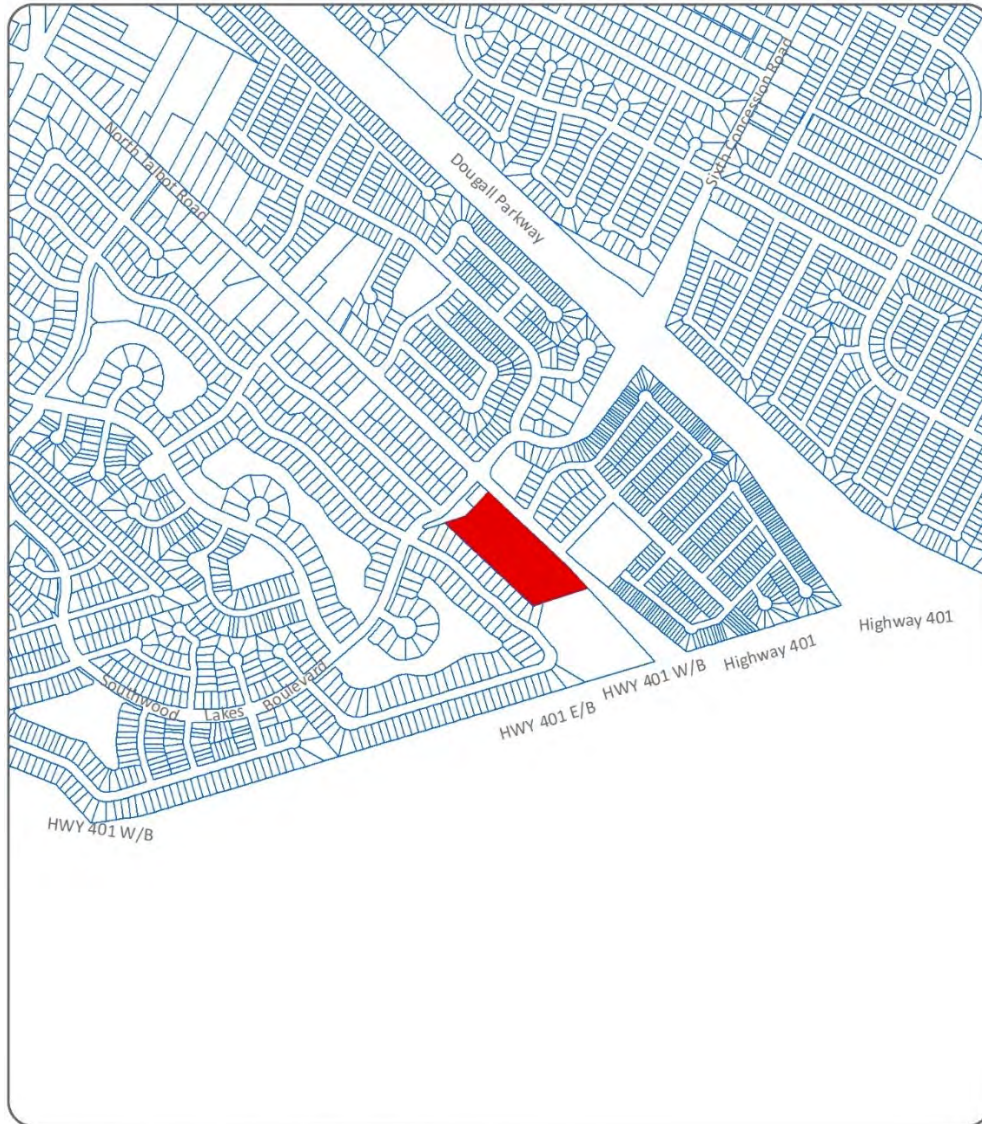 Sixth Concession Road
North Talbot Road
Dougall Parkway
Highway 401
Highway 401
HWY 401 W/B
HWY 401 E/B
Southwood Lakes Boulevard
HWY 401 W/B